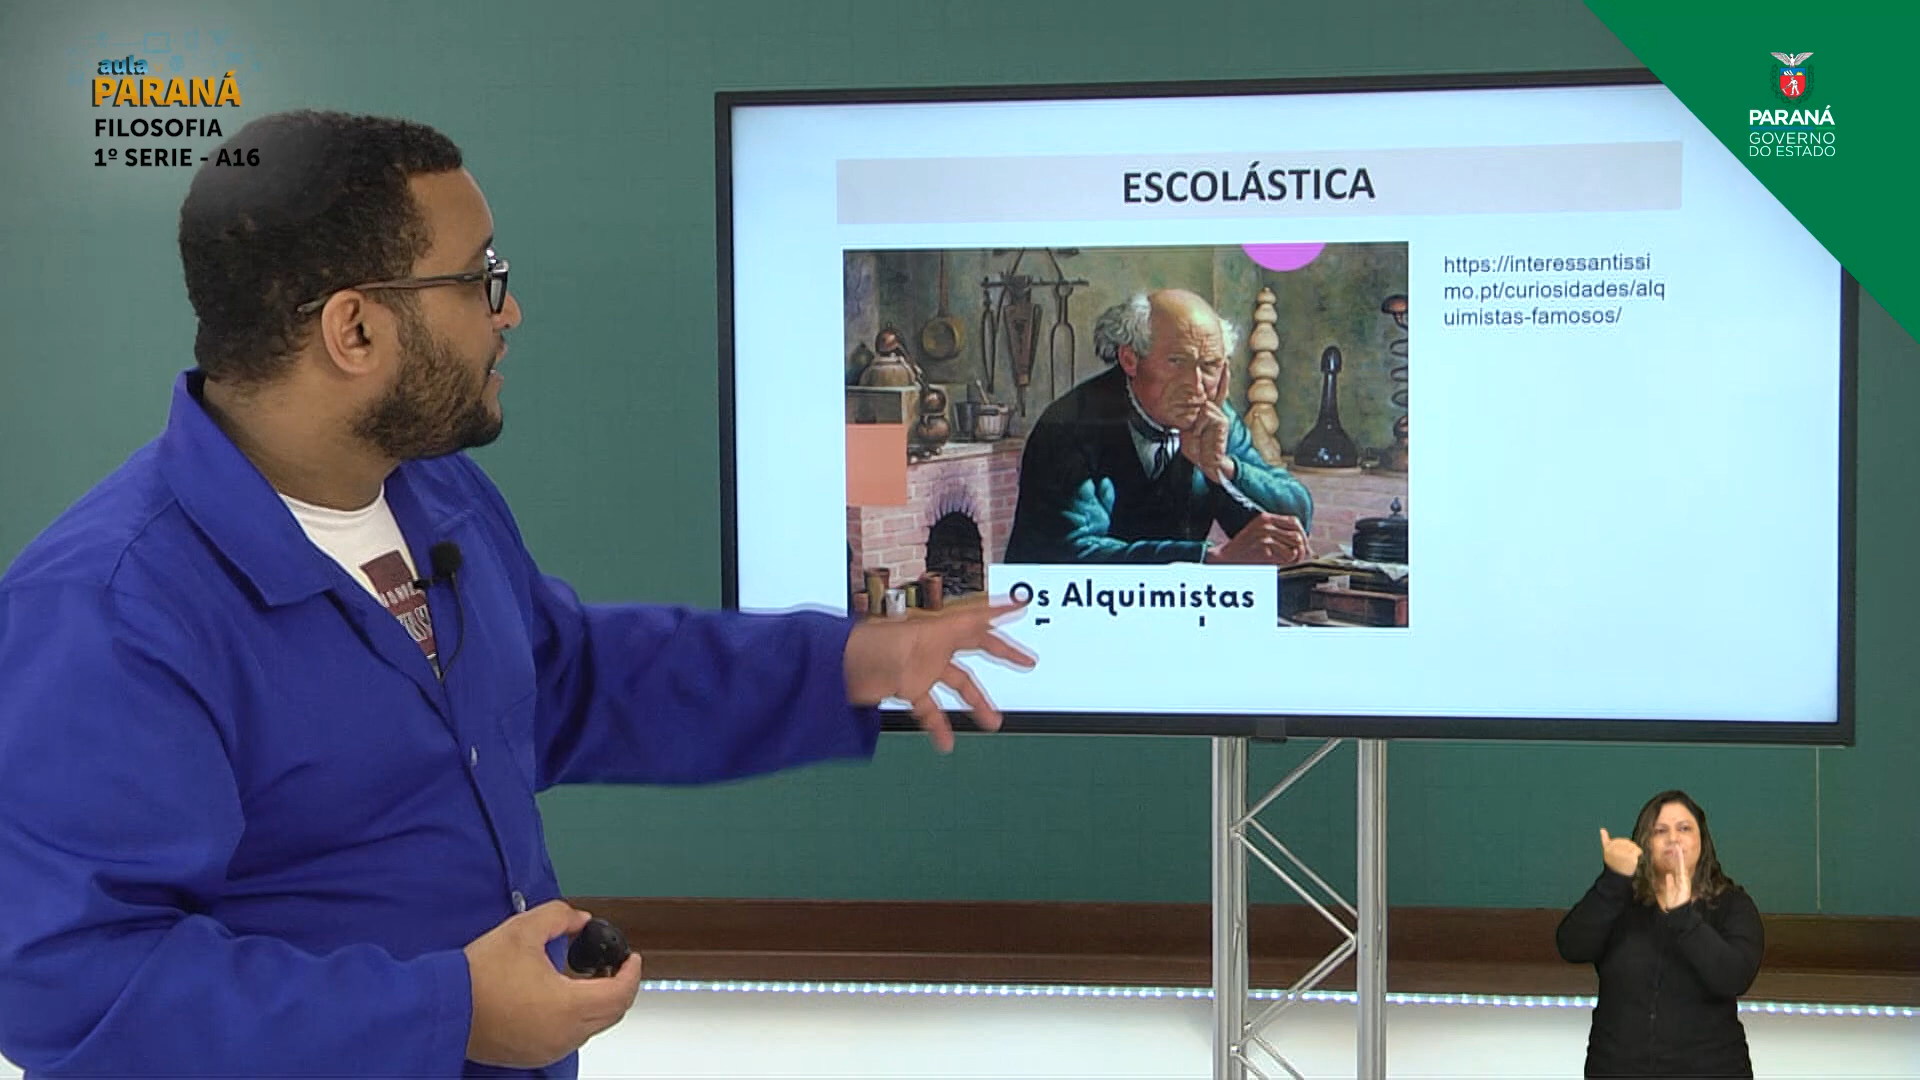 aula
PARANÁ
FILOSOFIA
1º SERIE - A16
PARANÁ
GOVERNO
DO ESTADO
ESCOLÁSTICA
https://interessantissi
mo.pt/curiosidades/alq
uimistas-famosos/
Os Alquimistas